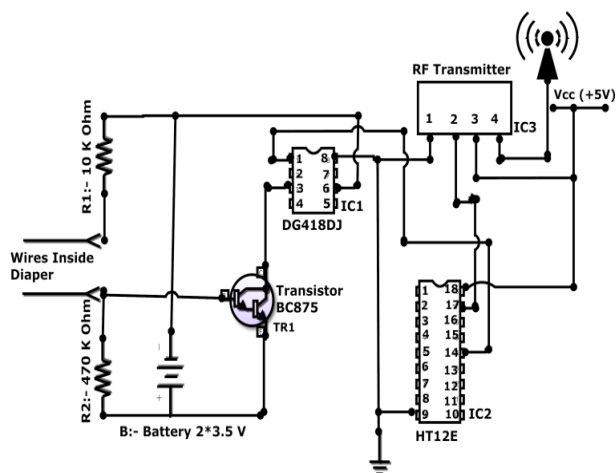 RF Transmitter
Vcc (+5V)
1 2 3 4
IC3
R1:- 10 K Ohm
1 8
2 7
3 6
4 5
IC1
DG418DJ
Wires Inside
Diaper
Transistor
BC875
TR1
R2:- 470 K Ohm
+
B:- Battery 2*3.5 V
1 18
2 17
3 16
4 15
5 14
6 13
7 12
8 11
9 10
IC2
HT12E